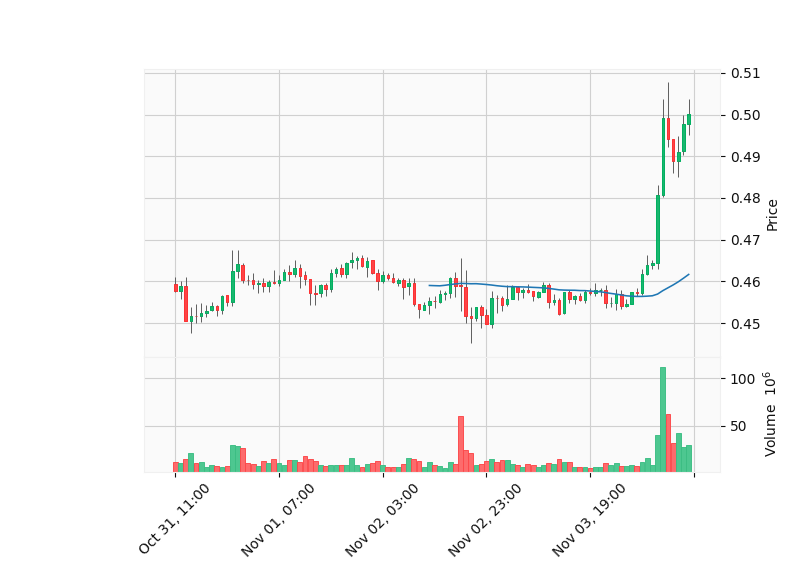 0.51
0.50
0.49
0.48
0.47
0.46
0.45
Price
100
50
Volume 10^6
Oct 31, 11:00
Nov 01, 07:00
Nov 02, 03:00
Nov 02, 23:00
Nov 03, 19:00